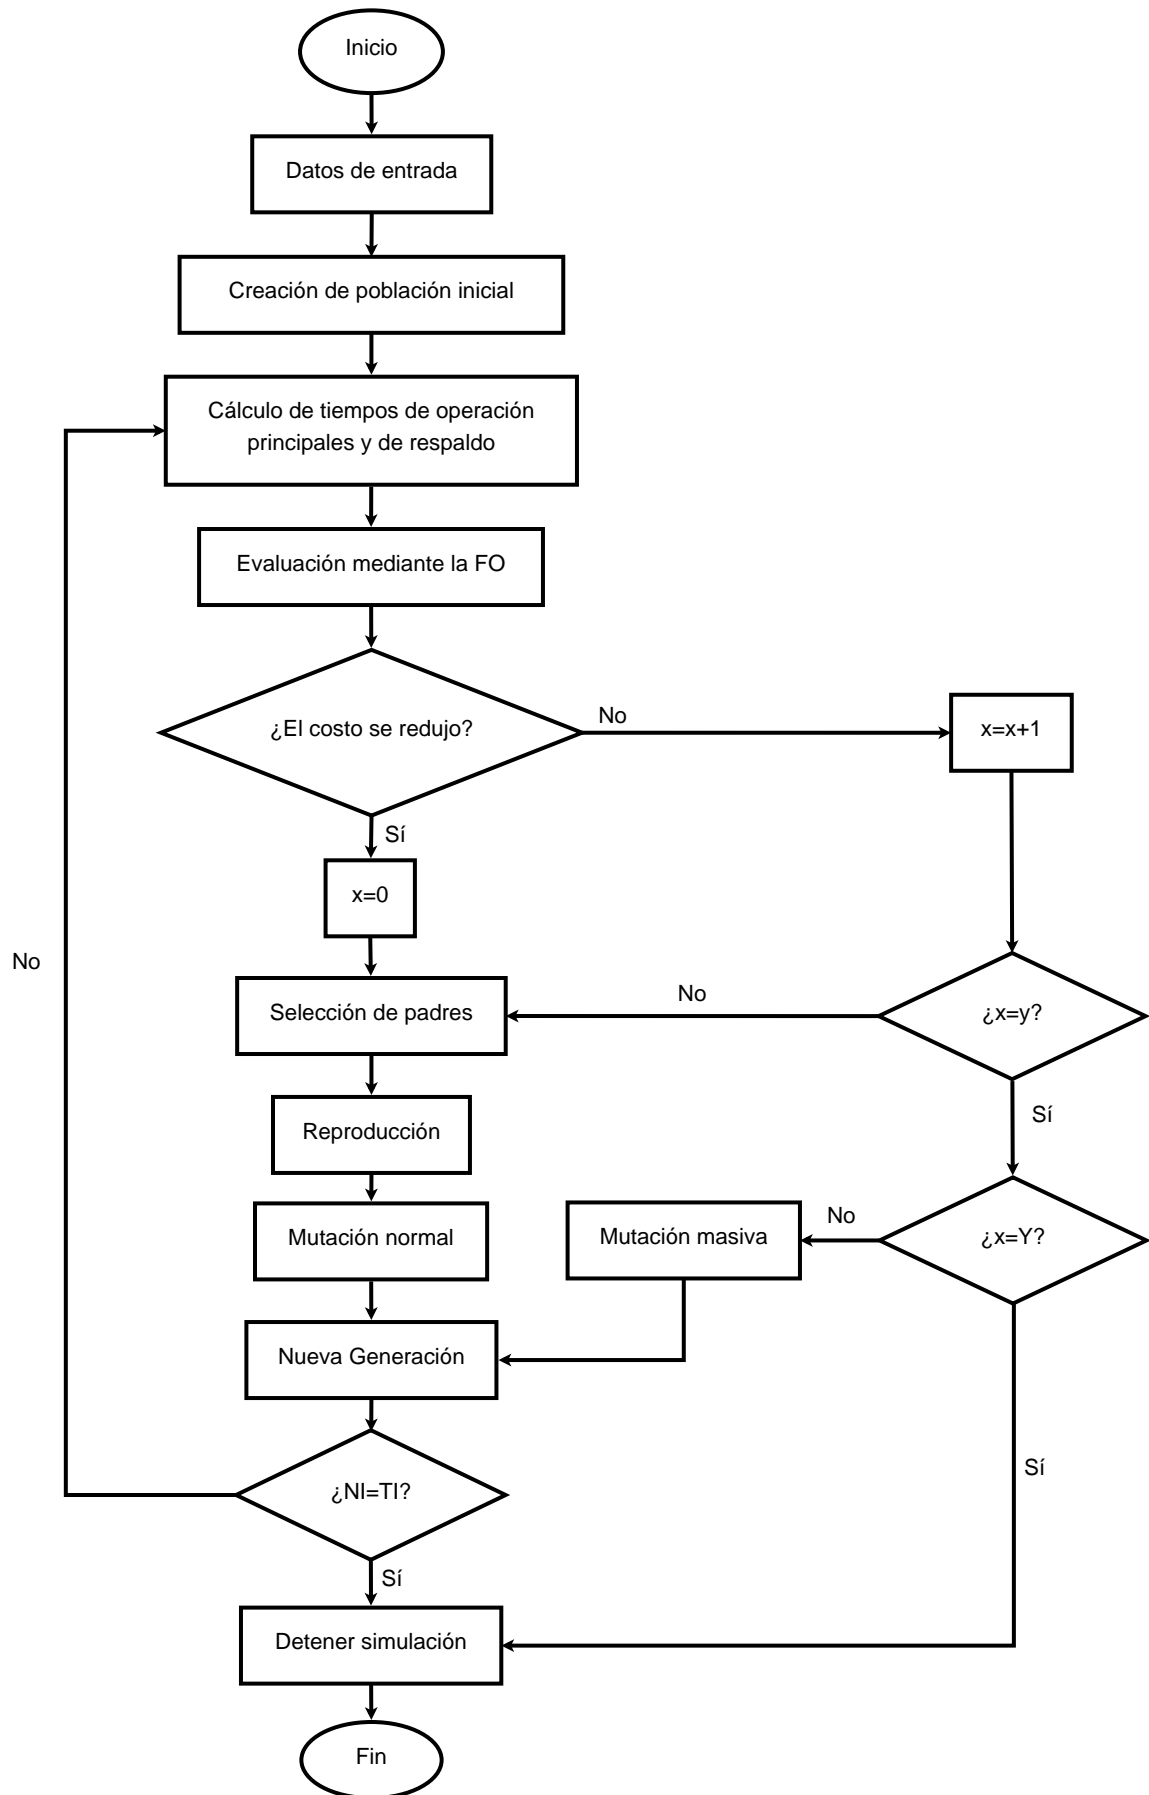 Inicio
Datos de entrada
Creación de población inicial
Cálculo de tiempos de operación
principales y de respaldo
Evaluación mediante la FO
¿El costo se redujo?
No
x=x+1
Sí
x=0
No
Selección de padres
No
¿x=y?
Reproducción
Sí
Mutación normal
Mutación masiva
No
¿x=Y?
Nueva Generación
¿NI=TI?
Sí
Sí
Detener simulación
Fin